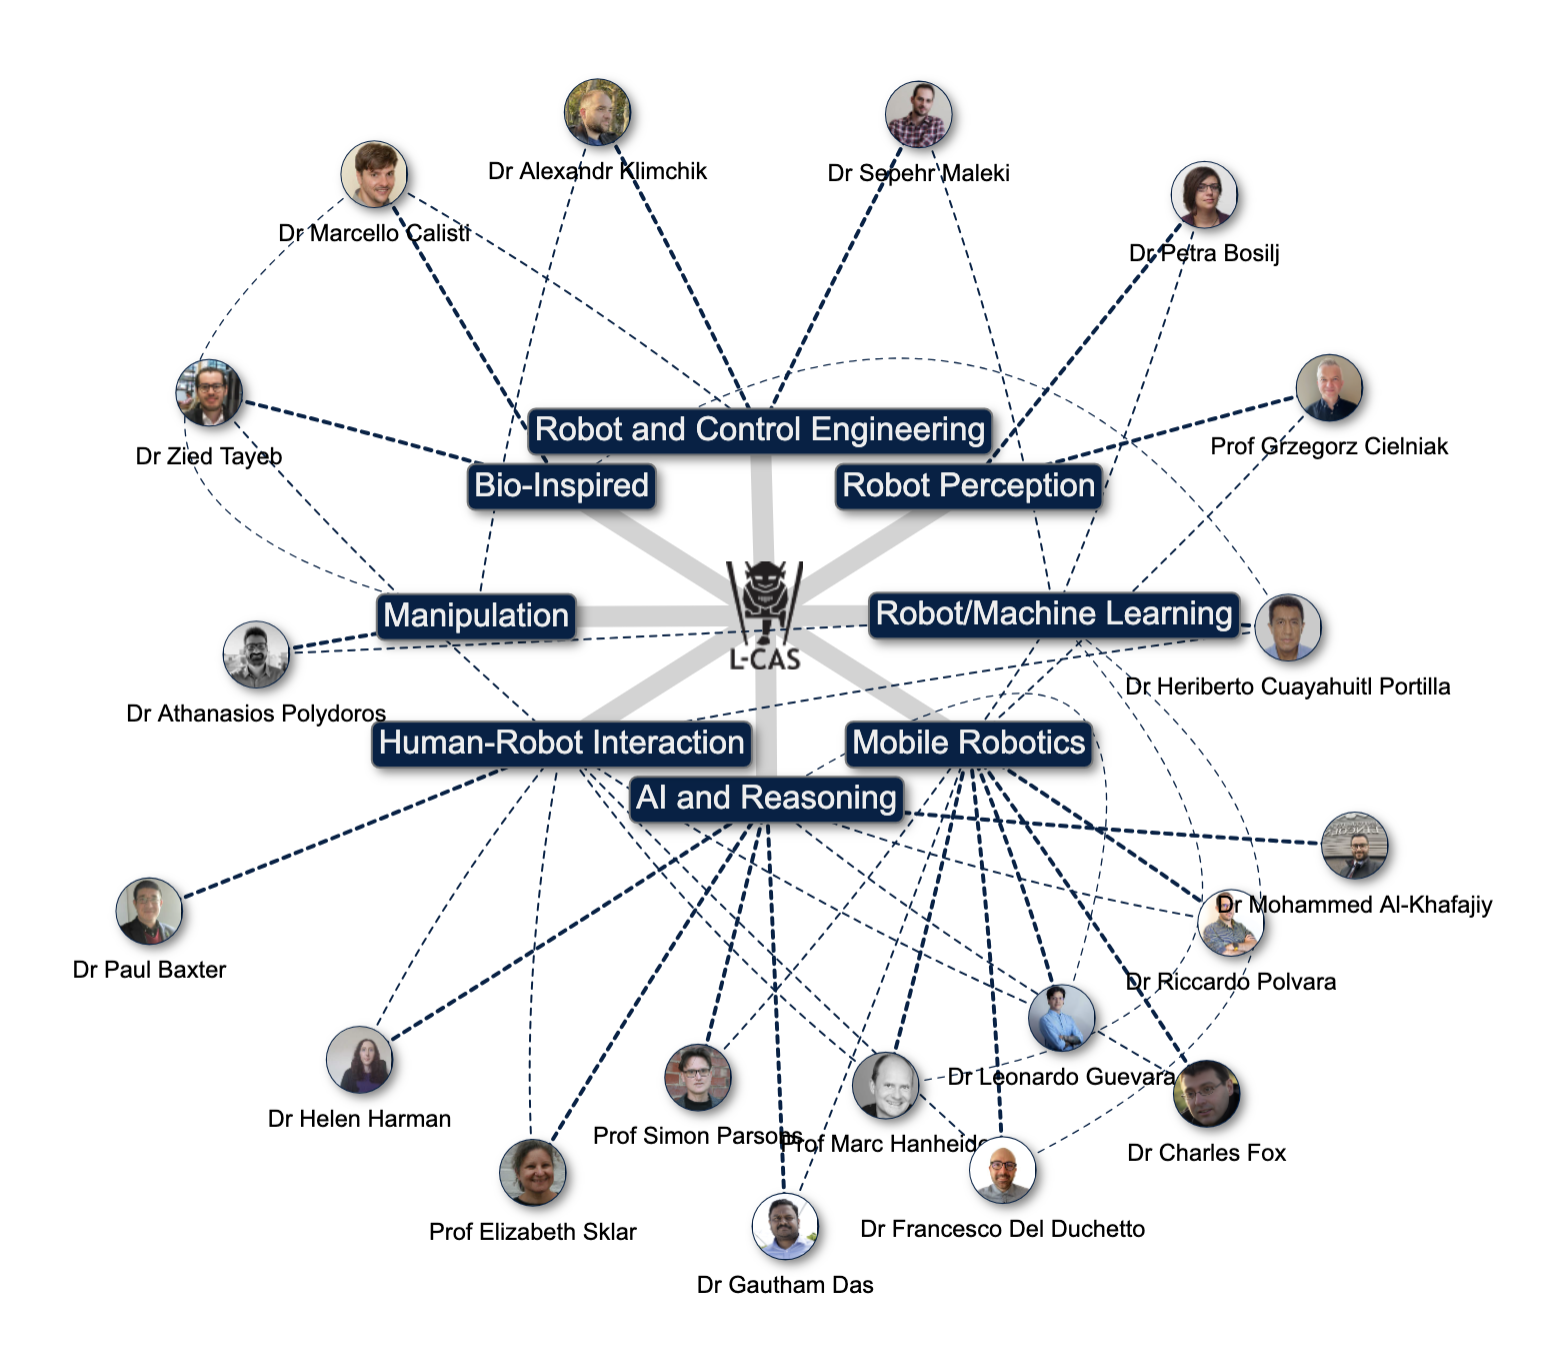 Dr Alexandr Klimchik
Dr Sepehr Maleki
Dr Marcello Calisti
Dr Petra Bosilj
Robot and Control Engineering
Prof Grzegorz Cielniak
Dr Zied Tayeb
Bio-Inspired
Robot Perception
Manipulation
Robot/Machine Learning
L-CAS
Dr Heriberto Cuayahuitl Portilla
Dr Athanasios Polydoros
Human-Robot Interaction
Mobile Robotics
AI and Reasoning
Dr Mohammed Al-Khafajiy
Dr Paul Baxter
Dr Riccardo Polvara
Dr Leonardo Guevara
Dr Helen Harman
Prof Simon Parsons
Prof Marc Hanheide
Dr Charles Fox
Prof Elizabeth Sklar
Dr Francesco Del Duchetto
Dr Gautham Das